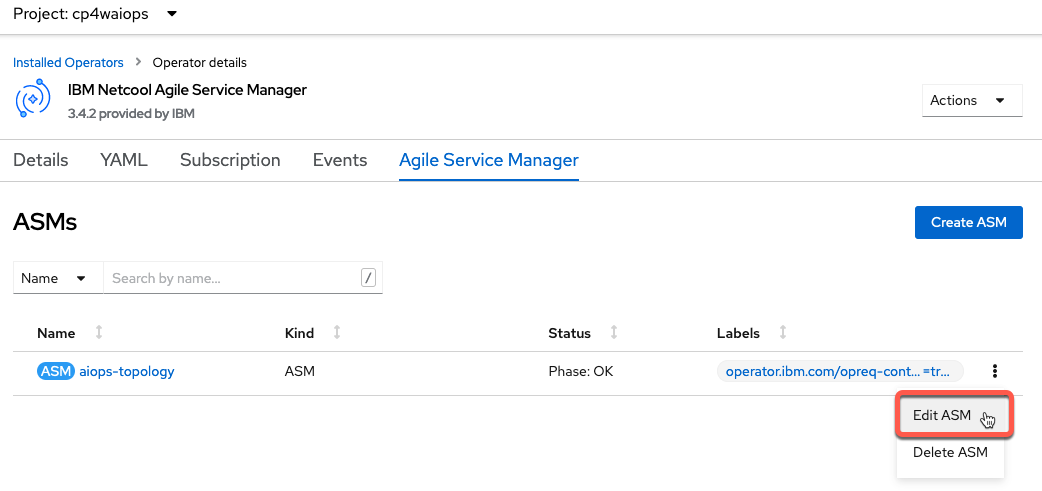 Project: cp4waiops
Installed Operators > Operator details
IBM Netcool Agile Service Manager
3.4.2 provided by IBM
Actions
Details YAML Subscription Events Agile Service Manager
ASMs
Create ASM
Name Search by name... /
Name Kind Status Labels
ASM aiops-topology ASM Phase: OK operator.ibm.com/opreq-cont... =tr...
Edit ASM
Delete ASM